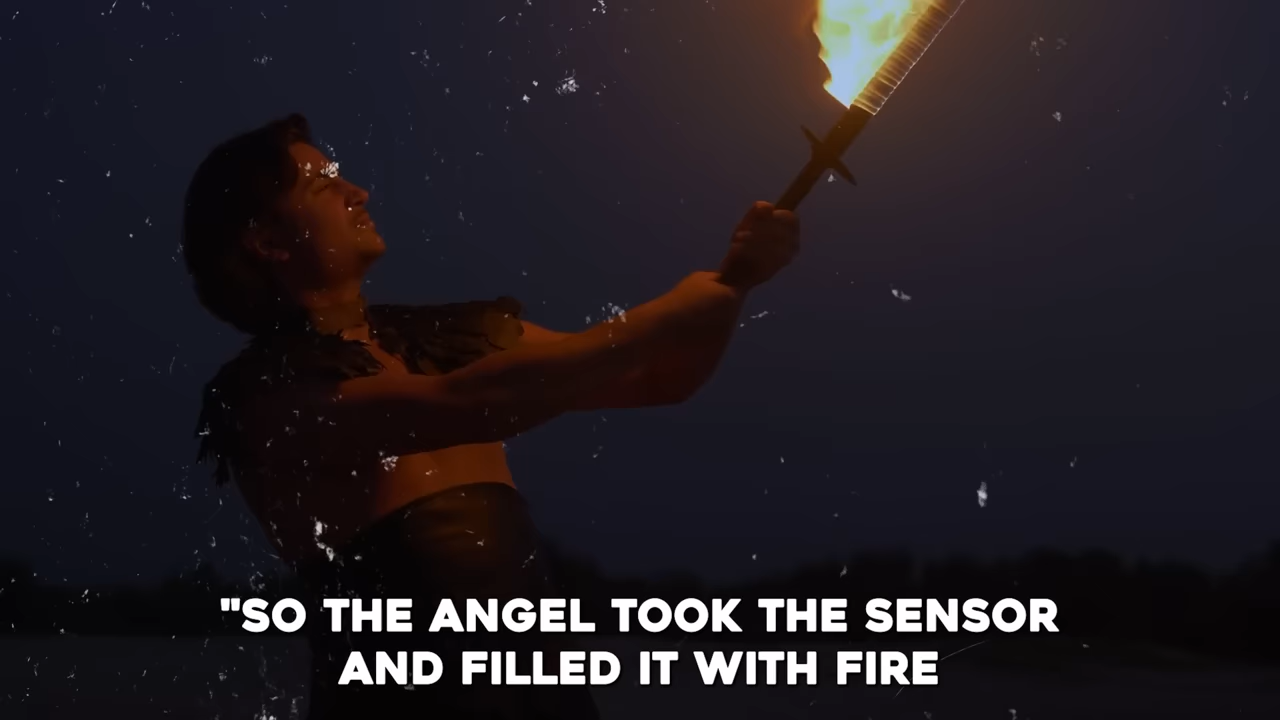 "SO THE ANGEL TOOK THE SENSOR
AND FILLED IT WITH FIRE